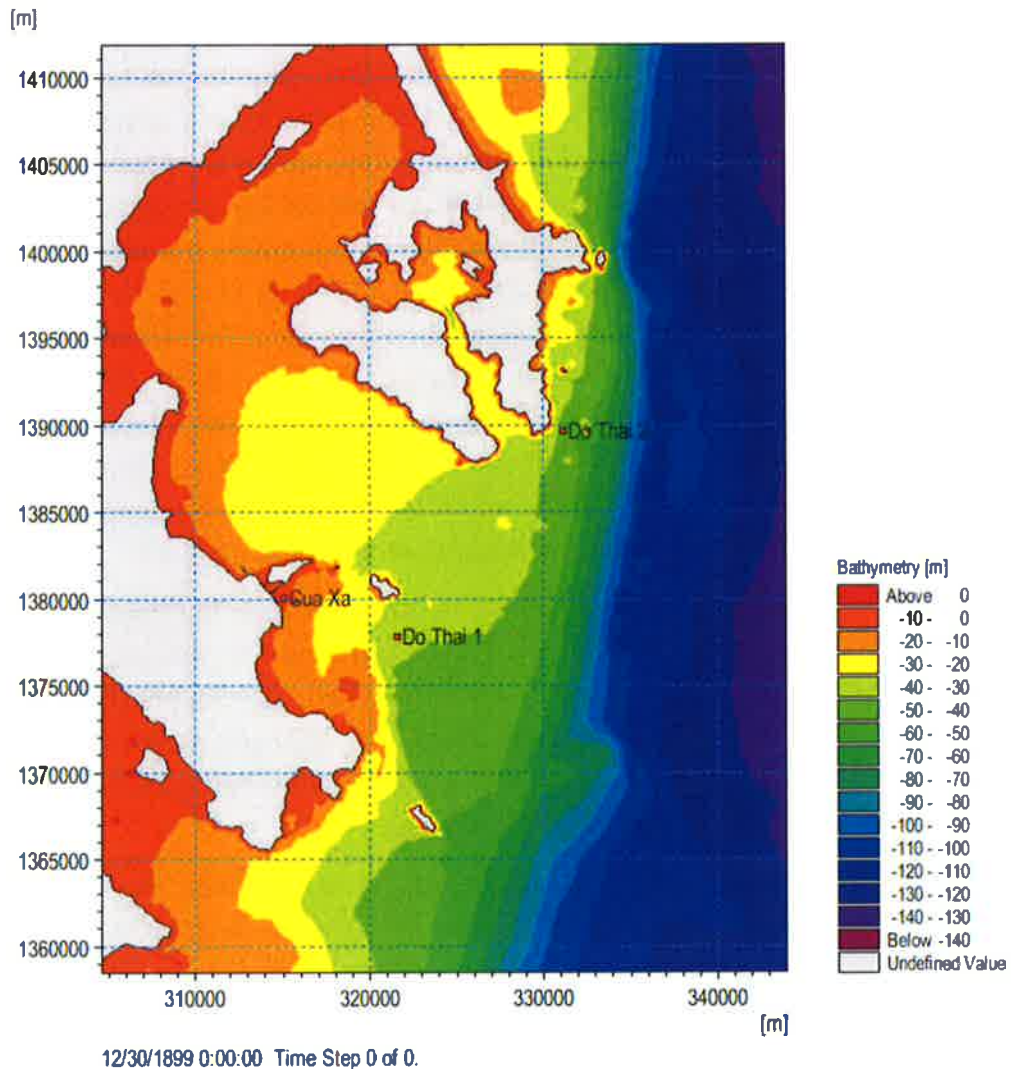 [m]
1410000
1405000
1400000
1395000
1390000
1385000
1380000
1375000
1370000
1365000
1360000
310000
320000
330000
340000
[m]
Do Thai 2
Cua Xa
Do Thai 1
Bathymetry [m]
Above 0
-10 - 0
-20 - -10
-30 - -20
-40 - -30
-50 - -40
-60 - -50
-70 - -60
-80 - -70
-90 - -80
-100 - -90
-110 - -100
-120 - -110
-130 - -120
-140 - -130
Below -140
Undefined Value
12/30/1899 0:00:00 Time Step 0 of 0.